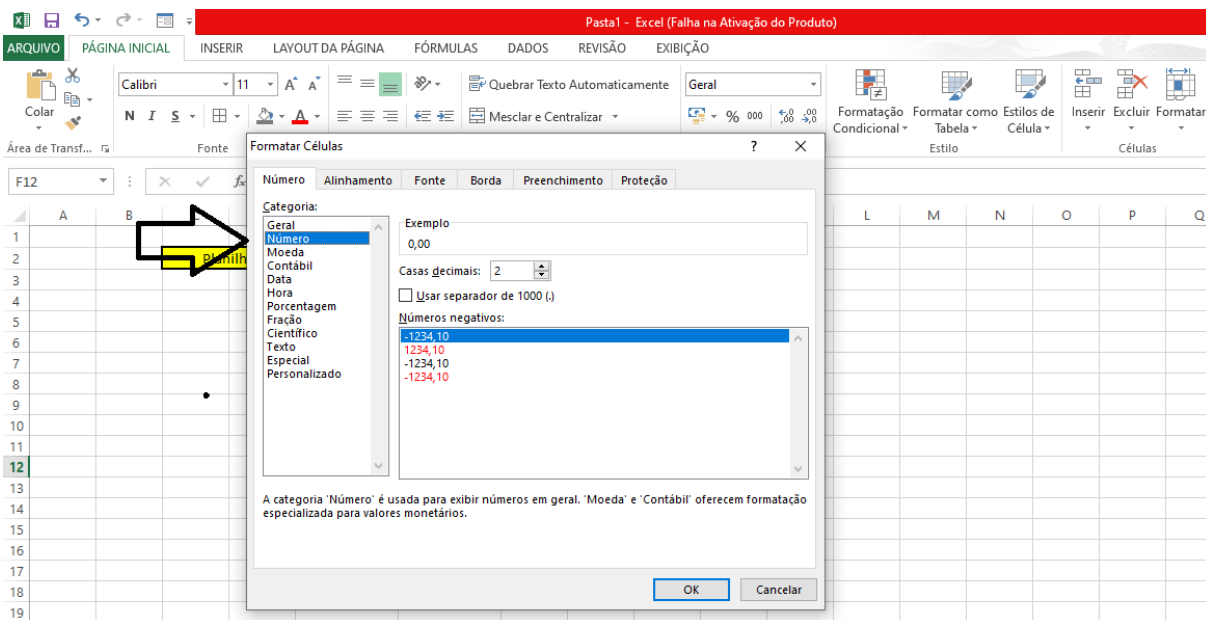 Pasta1 - Excel (Falha na Ativação do Produto)
ARQUIVO PÁGINA INICIAL INSERIR LAYOUT DA PÁGINA FÓRMULAS DADOS REVISÃO EXIBIÇÃO
Colar
Calibri 11
Quebrar Texto Automaticamente
Geral
N I S
Mesclar e Centralizar
% 000
Formatação Condicional
Formatar como Tabela
Estilos de Célula
Inserir Excluir Formatar
Área de Transf... Fonte Estilo Células
F12
Formatar Células ? X
Número Alinhamento Fonte Borda Preenchimento Proteção
Categoria:
Geral
Número
Moeda
Contábil
Data
Hora
Porcentagem
Fração
Científico
Texto
Especial
Personalizado
Exemplo
0,00
Casas decimais: 2
Usar separador de 1000 (.)
Números negativos:
-1234,10
1234,10
-1234,10
-1234,10
A categoria 'Número' é usada para exibir números em geral. 'Moeda' e 'Contábil' oferecem formatação
especializada para valores monetários.
OK Cancelar
A B L M N O P Q
1
2
3
4
5
6
7
8
9
10
11
12
13
14
15
16
17
18
19